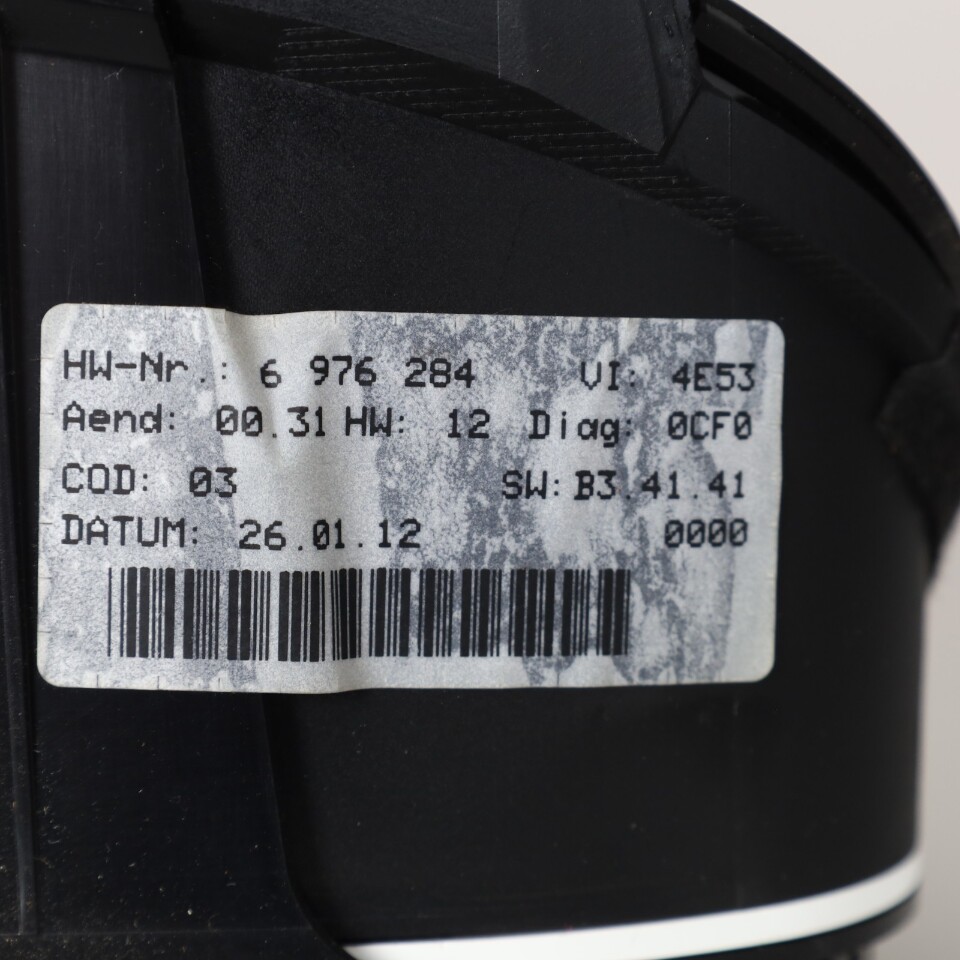 HW-Nr.: 6 976 284 VI: 4E53
Aend: 00.31 HW: 12 Diag: 0CF0
COD: 03 SW: B3.41.41
DATUM: 26.01.12 0000